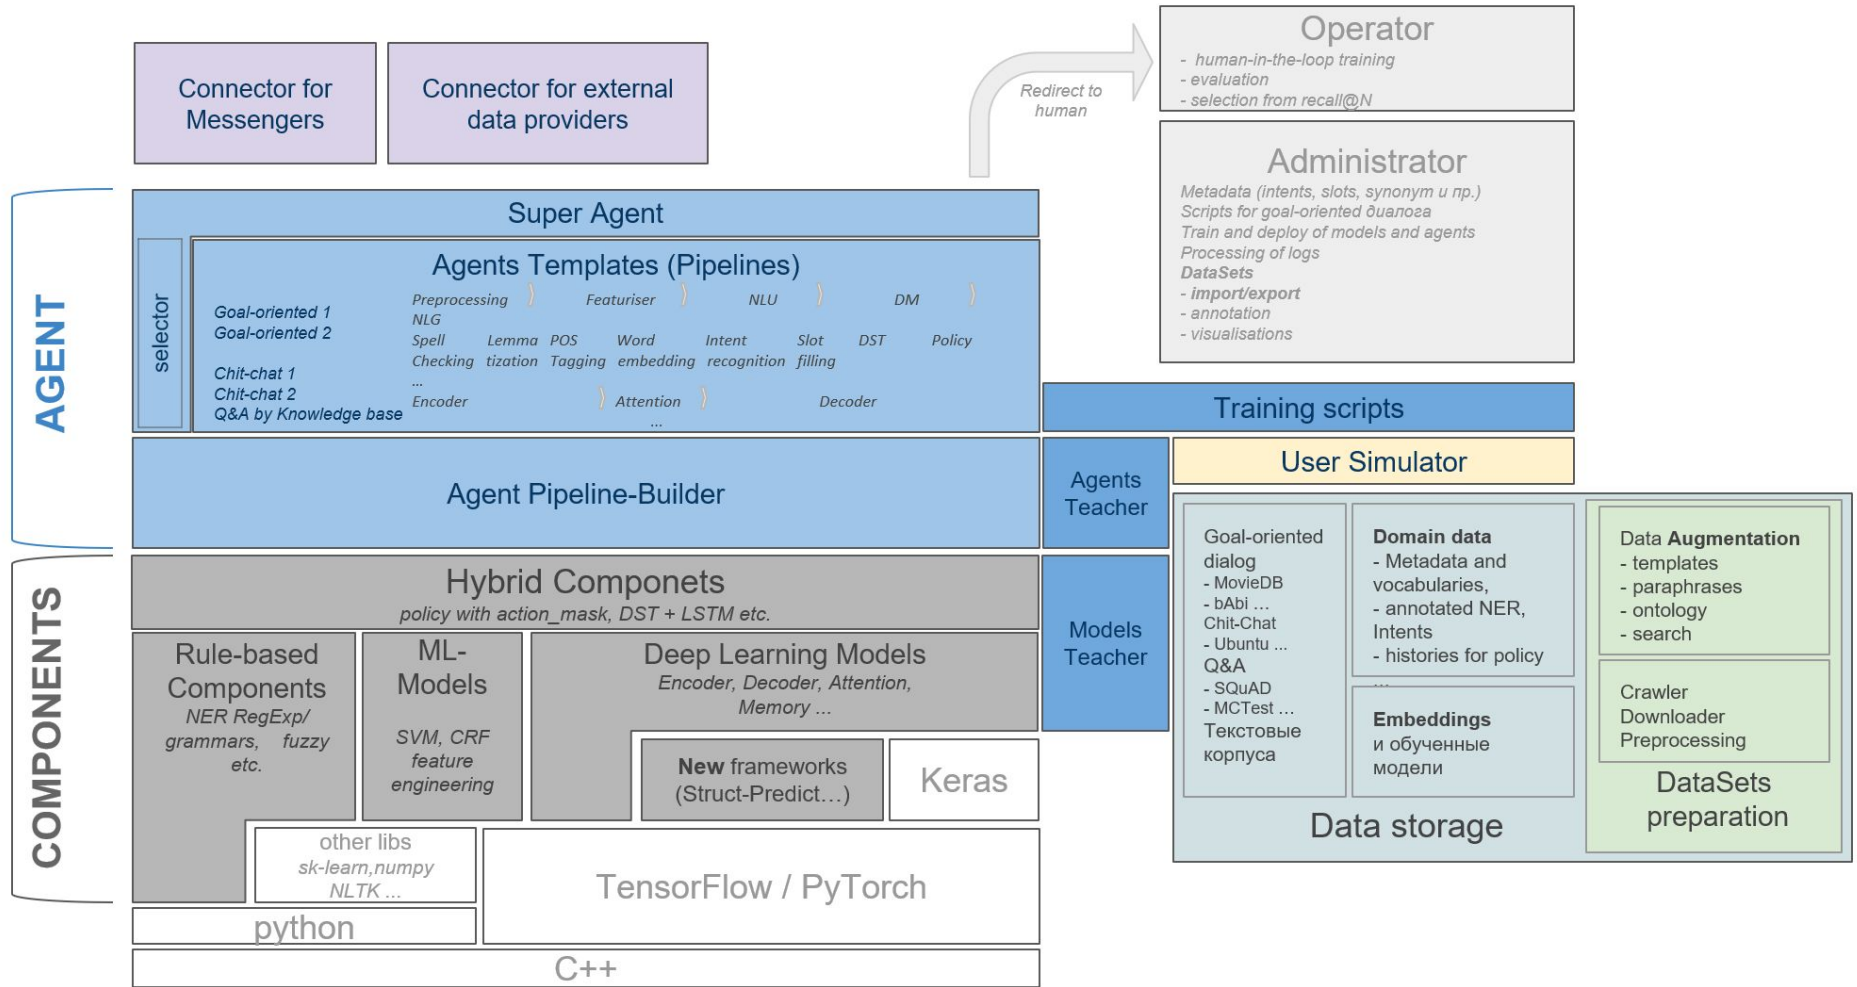 Connector for
Messengers
Connector for external
data providers
Redirect to
human
Operator
- human-in-the-loop training
- evaluation
- selection from recall@N
Administrator
Metadata (intents, slots, synonym и пр.)
Scripts for goal-oriented диалога
Train and deploy of models and agents
Processing of logs
DataSets
- import/export
- annotation
- visualisations
AGENT
Super Agent
selector
Agents Templates (Pipelines)
Goal-oriented 1
Goal-oriented 2
Chit-chat 1
Chit-chat 2
Q&A by Knowledge base
Preprocessing Featuriser NLU DM
NLG
Spell Lemma POS Word Intent Slot DST Policy
Checking tization Tagging embedding recognition filling
...
Encoder Attention Decoder
...
Agent Pipeline-Builder
Training scripts
Agents
Teacher
User Simulator
COMPONENTS
Hybrid Componets
policy with action_mask, DST + LSTM etc.
Rule-based
Components
NER RegExp/
grammars, fuzzy
etc.
ML-
Models
SVM, CRF
feature
engineering
Deep Learning Models
Encoder, Decoder, Attention,
Memory ...
New frameworks
(Struct-Predict…)
Keras
Models
Teacher
other libs
sk-learn,numpy
NLTK ...
TensorFlow / PyTorch
python
C++
Goal-oriented
dialog
- MovieDB
- bAbi …
Chit-Chat
- Ubuntu ...
Q&A
- SQuAD
- MCTest …
Текстовые
корпуса
Domain data
- Metadata and
vocabularies,
- annotated NER,
Intents
- histories for policy
...
Embeddings
и обученные
модели
Data storage
Data Augmentation
- templates
- paraphrases
- ontology
- search
Crawler
Downloader
Preprocessing
DataSets
preparation